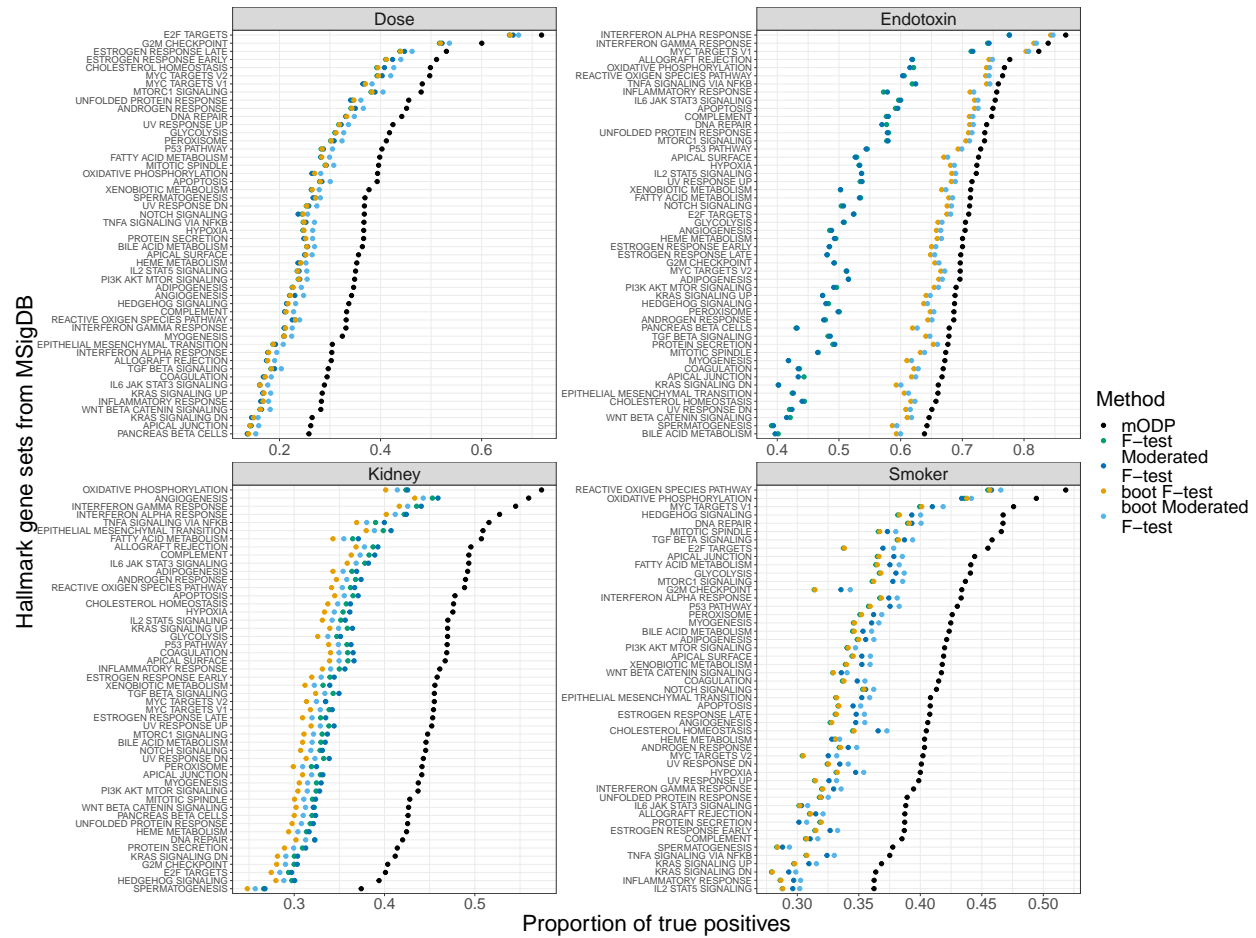 Dose
E2F TARGETS
G2M CHECKPOINT
ESTROGEN RESPONSE LATE
ESTROGEN RESPONSE EARLY
CHOLESTEROL HOMEOSTASIS
MYC TARGETS V2
MYC TARGETS V1
MTORC1 SIGNALING
UNFOLDED PROTEIN RESPONSE
ANDROGEN RESPONSE
DNA REPAIR
UV RESPONSE UP
GLYCOLYSIS
PEROXISOME
P53 PATHWAY
FATTY ACID METABOLISM
MITOTIC SPINDLE
OXIDATIVE PHOSPHORYLATION
APOPTOSIS
XENOBIOTIC METABOLISM
SPERMATOGENESIS
UV RESPONSE DN
NOTCH SIGNALING
TNFA SIGNALING VIA NFKB
HYPOXIA
PROTEIN SECRETION
BILE ACID METABOLISM
APICAL SURFACE
HEME METABOLISM
IL2 STAT5 SIGNALING
PI3K AKT MTOR SIGNALING
ADIPOGENESIS
ANGIOGENESIS
HEDGEHOG SIGNALING
COMPLEMENT
REACTIVE OXIGEN SPECIES PATHWAY
INTERFERON GAMMA RESPONSE
MYOGENESIS
EPITHELIAL MESENCHYMAL TRANSITION
INTERFERON ALPHA RESPONSE
ALLOGRAFT REJECTION
TGF BETA SIGNALING
COAGULATION
IL6 JAK STAT3 SIGNALING
KRAS SIGNALING UP
INFLAMMATORY RESPONSE
WNT BETA CATENIN SIGNALING
KRAS SIGNALING DN
APICAL JUNCTION
PANCREAS BETA CELLS
0.2 0.4 0.6
Endotoxin
INTERFERON ALPHA RESPONSE
INTERFERON GAMMA RESPONSE
MYC TARGETS V1
ALLOGRAFT REJECTION
OXIDATIVE PHOSPHORYLATION
REACTIVE OXIGEN SPECIES PATHWAY
TNFA SIGNALING VIA NFKB
INFLAMMATORY RESPONSE
IL6 JAK STAT3 SIGNALING
APOPTOSIS
COMPLEMENT
DNA REPAIR
UNFOLDED PROTEIN RESPONSE
MTORC1 SIGNALING
P53 PATHWAY
APICAL SURFACE
HYPOXIA
IL2 STAT5 SIGNALING
UV RESPONSE UP
XENOBIOTIC METABOLISM
FATTY ACID METABOLISM
NOTCH SIGNALING
E2F TARGETS
GLYCOLYSIS
ANGIOGENESIS
HEME METABOLISM
ESTROGEN RESPONSE EARLY
ESTROGEN RESPONSE LATE
G2M CHECKPOINT
MYC TARGETS V2
ADIPOGENESIS
PI3K AKT MTOR SIGNALING
KRAS SIGNALING UP
HEDGEHOG SIGNALING
PEROXISOME
ANDROGEN RESPONSE
PANCREAS BETA CELLS
TGF BETA SIGNALING
PROTEIN SECRETION
MITOTIC SPINDLE
MYOGENESIS
COAGULATION
APICAL JUNCTION
KRAS SIGNALING DN
EPITHELIAL MESENCHYMAL TRANSITION
CHOLESTEROL HOMEOSTASIS
UV RESPONSE DN
WNT BETA CATENIN SIGNALING
SPERMATOGENESIS
BILE ACID METABOLISM
0.4 0.5 0.6 0.7 0.8
Kidney
OXIDATIVE PHOSPHORYLATION
ANGIOGENESIS
INTERFERON GAMMA RESPONSE
INTERFERON ALPHA RESPONSE
TNFA SIGNALING VIA NFKB
EPITHELIAL MESENCHYMAL TRANSITION
FATTY ACID METABOLISM
ALLOGRAFT REJECTION
COMPLEMENT
IL6 JAK STAT3 SIGNALING
ADIPOGENESIS
ANDROGEN RESPONSE
REACTIVE OXIGEN SPECIES PATHWAY
APOPTOSIS
CHOLESTEROL HOMEOSTASIS
HYPOXIA
IL2 STAT5 SIGNALING
KRAS SIGNALING UP
GLYCOLYSIS
P53 PATHWAY
COAGULATION
APICAL SURFACE
INFLAMMATORY RESPONSE
ESTROGEN RESPONSE EARLY
XENOBIOTIC METABOLISM
TGF BETA SIGNALING
MYC TARGETS V2
MYC TARGETS V1
ESTROGEN RESPONSE LATE
UV RESPONSE UP
MTORC1 SIGNALING
BILE ACID METABOLISM
NOTCH SIGNALING
UV RESPONSE DN
PEROXISOME
APICAL JUNCTION
MYOGENESIS
PI3K AKT MTOR SIGNALING
MITOTIC SPINDLE
WNT BETA CATENIN SIGNALING
PANCREAS BETA CELLS
UNFOLDED PROTEIN RESPONSE
HEME METABOLISM
DNA REPAIR
PROTEIN SECRETION
KRAS SIGNALING DN
G2M CHECKPOINT
E2F TARGETS
HEDGEHOG SIGNALING
SPERMATOGENESIS
0.3 0.4 0.5
Smoker
REACTIVE OXIGEN SPECIES PATHWAY
OXIDATIVE PHOSPHORYLATION
MYC TARGETS V1
HEDGEHOG SIGNALING
DNA REPAIR
MITOTIC SPINDLE
TGF BETA SIGNALING
E2F TARGETS
APICAL JUNCTION
FATTY ACID METABOLISM
GLYCOLYSIS
MTORC1 SIGNALING
G2M CHECKPOINT
INTERFERON ALPHA RESPONSE
P53 PATHWAY
PEROXISOME
MYOGENESIS
BILE ACID METABOLISM
ADIPOGENESIS
PI3K AKT MTOR SIGNALING
APICAL SURFACE
XENOBIOTIC METABOLISM
WNT BETA CATENIN SIGNALING
COAGULATION
NOTCH SIGNALING
EPITHELIAL MESENCHYMAL TRANSITION
APOPTOSIS
ESTROGEN RESPONSE LATE
ANGIOGENESIS
CHOLESTEROL HOMEOSTASIS
HEME METABOLISM
ANDROGEN RESPONSE
MYC TARGETS V2
UV RESPONSE DN
HYPOXIA
UV RESPONSE UP
INTERFERON GAMMA RESPONSE
UNFOLDED PROTEIN RESPONSE
IL6 JAK STAT3 SIGNALING
ALLOGRAFT REJECTION
PROTEIN SECRETION
ESTROGEN RESPONSE EARLY
COMPLEMENT
SPERMATOGENESIS
TNFA SIGNALING VIA NFKB
KRAS SIGNALING UP
KRAS SIGNALING DN
INFLAMMATORY RESPONSE
IL2 STAT5 SIGNALING
0.30 0.35 0.40 0.45 0.50
Hallmark gene sets from MSigDB
Proportion of true positives
Method
mODP
F−test
Moderated
F−test
boot F−test
boot Moderated
F−test